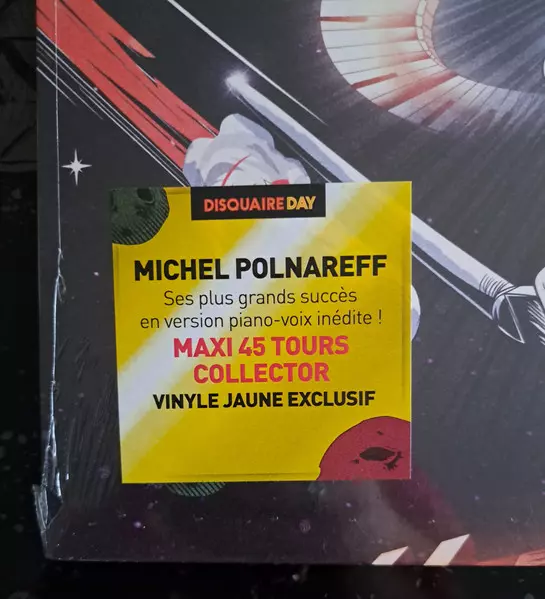 DISQUAIRE DAY
MICHEL POLNAREFF
Ses plus grands succès
en version piano-voix inédite !
MAXI 45 TOURS
COLLECTOR
VINYLE JAUNE EXCLUSIF